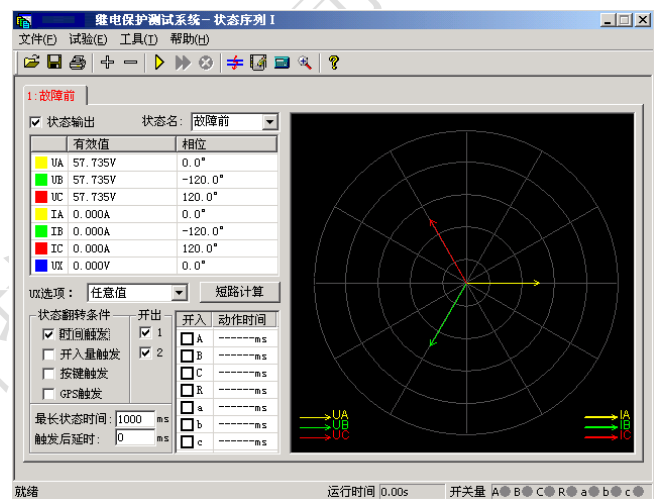 继电保护测试系统-状态序列 I
文件(F) 试验(E) 工具(T) 帮助(H)
1:故障前
状态输出 状态名: 故障前
有效值 相位
UA 57.735V 0.0°
UB 57.735V -120.0°
UC 57.735V 120.0°
IA 0.000A 0.0°
IB 0.000A -120.0°
IC 0.000A 120.0°
UX 0.000V 0.0°
UX选项: 任意值 短路计算
状态翻转条件 开出 开入 动作时间
时间触发 1 A ------ms
开入量触发 2 B ------ms
按键触发 C ------ms
GPS触发 R ------ms
a ------ms
最长状态时间: 1000 ms b ------ms
触发后延时: 0 ms c ------ms
UA IA
UB IB
UC IC
就绪 运行时间 0.00s 开关量 A B C R a b c